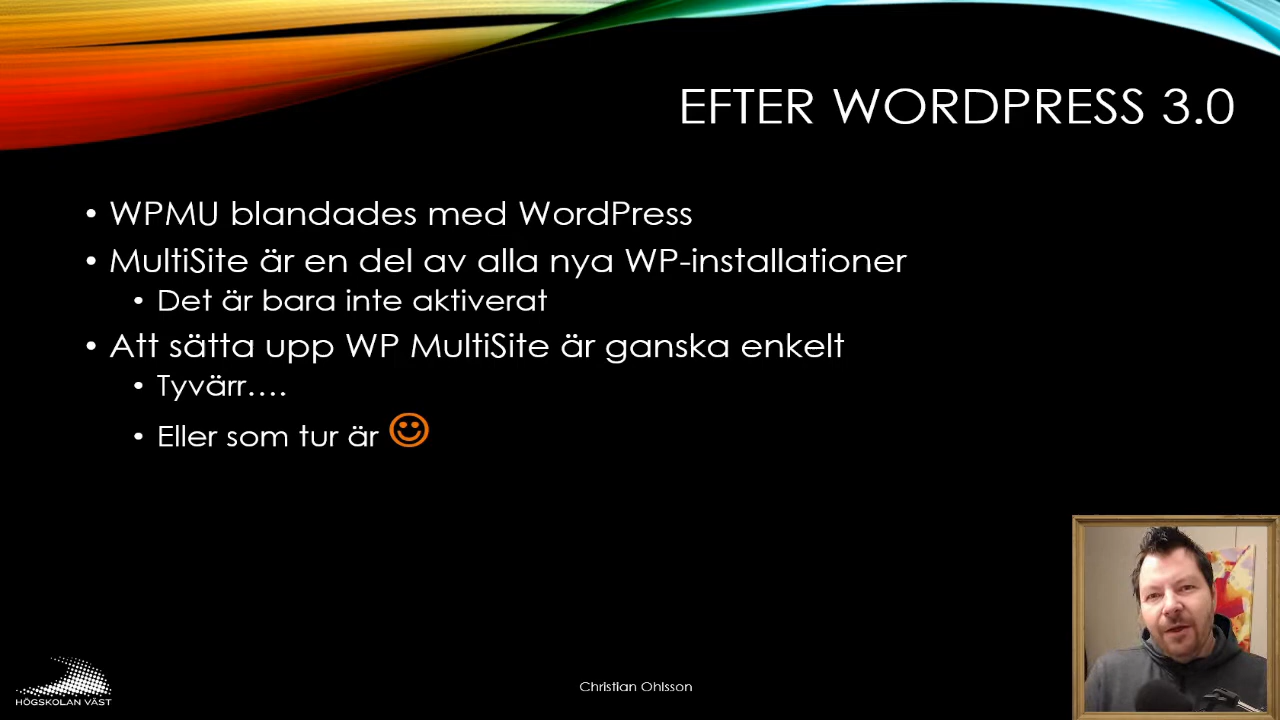 EFTER WORDPRESS 3.0
• WPMU blandades med WordPress
• MultiSite är en del av alla nya WP-installationer
• Det är bara inte aktiverat
• Att sätta upp WP MultiSite är ganska enkelt
• Tyvärr....
• Eller som tur är ☺
HÖGSKOLAN VÄST
Christian Ohlsson